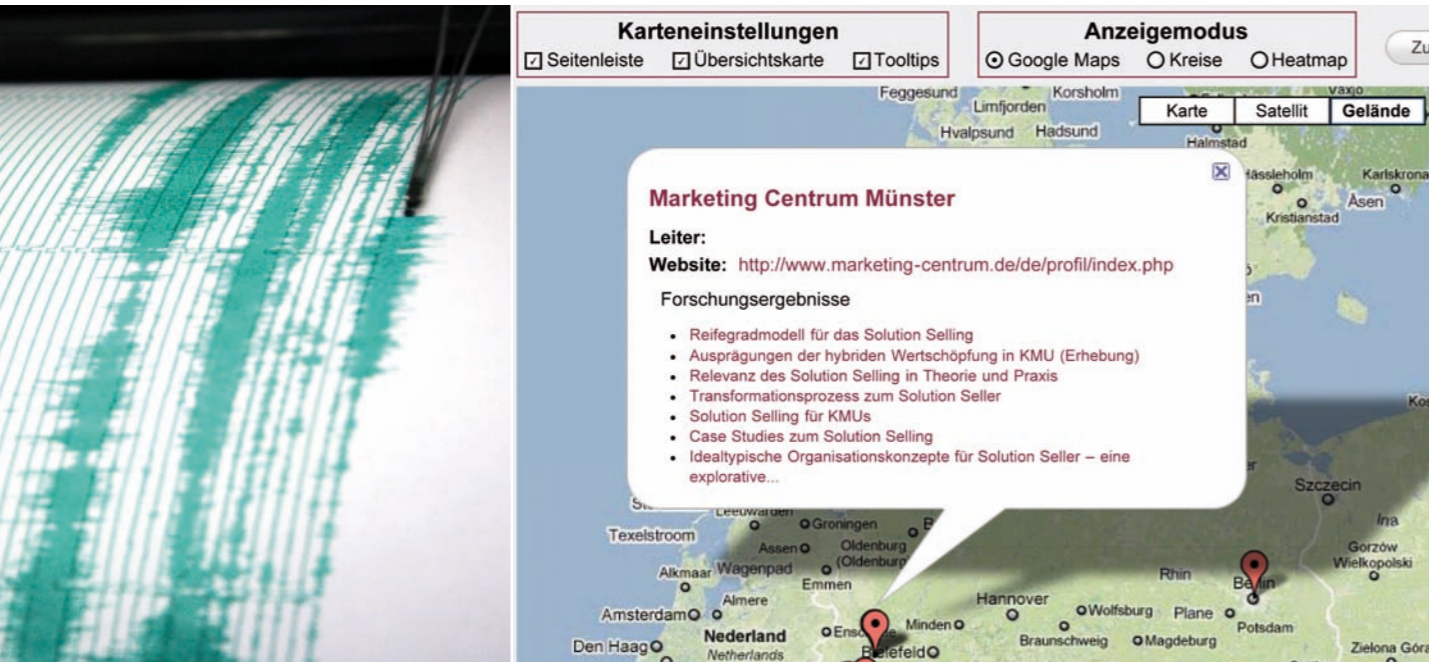 Karteneinstellungen
Seitenleiste Übersichtskarte Tooltips
Anzeigemodus
Google Maps Kreise Heatmap
Zu
Karte Satellit Gelände
Feggesund Korsholm
Limfjorden
Hvalpsund Hadsund
Halmstad
Hässleholm Karlskrona
Åsen
Kristianstad
Marketing Centrum Münster
Leiter:
Website: http://www.marketing-centrum.de/de/profil/index.php
Forschungsergebnisse
• Reifegradmodell für das Solution Selling
• Ausprägungen der hybriden Wertschöpfung in KMU (Erhebung)
• Relevanz des Solution Selling in Theorie und Praxis
• Transformationsprozess zum Solution Seller
• Solution Selling für KMUs
• Case Studies zum Solution Selling
• Idealtypische Organisationskonzepte für Solution Seller – eine
explorative...
Szczecin
Leeuwarden
Groningen
Ina
Texelstroom
Assen Oldenburg
(Oldenburg
Gorzów
Wielkopolski
Alkmaar Wagenpad
Emmen
Rhin
Berlin
Almere
Hannover
Wolfsburg Plane
Amsterdam
Potsdam
Nederland
Minden
Braunschweig Magdeburg
Den Haag
Netherlands
Bielefeld
Zielona Góra